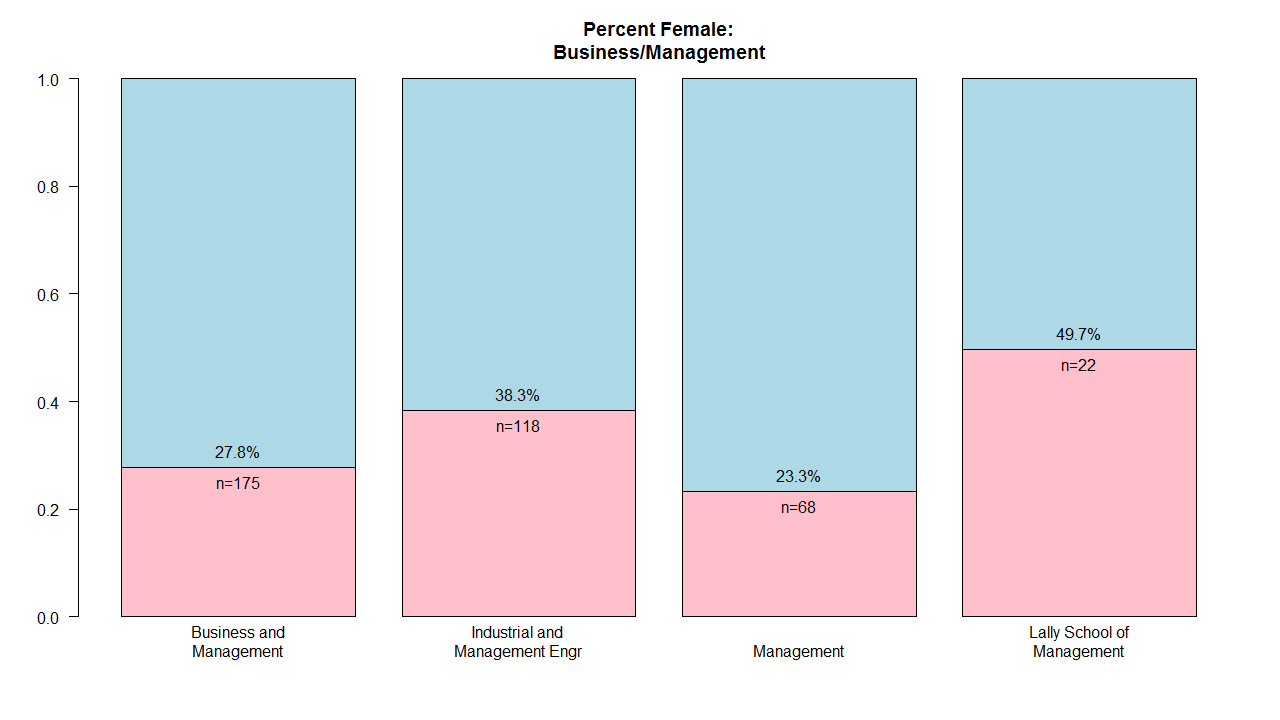 Percent Female:
Business/Management
1.0
0.8
0.6
0.4
0.2
0.0
27.8%
n=175
38.3%
n=118
23.3%
n=68
49.7%
n=22
Business and
Management
Industrial and
Management Engr
Management
Lally School of
Management